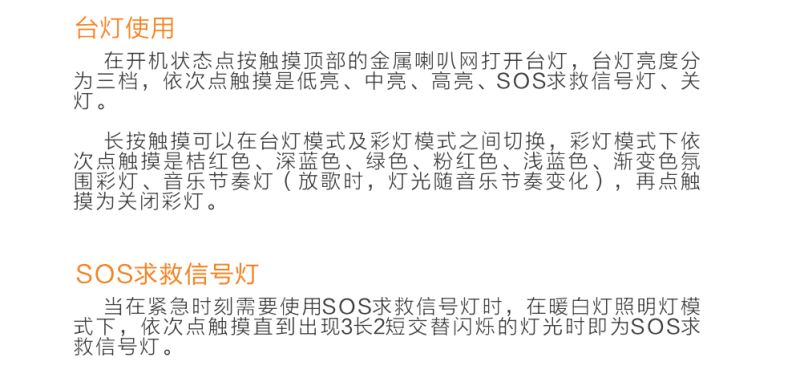 台灯使用
在开机状态点按触摸顶部的金属喇叭网打开台灯，台灯亮度分
为三档，依次点触摸是低亮、中亮、高亮、SOS求救信号灯、关
灯。
长按触摸可以在台灯模式及彩灯模式之间切换，彩灯模式下依
次点触摸是桔红色、深蓝色、绿色、粉红色、浅蓝色、渐变色氛
围彩灯、音乐节奏灯（放歌时，灯光随音乐节奏变化），再点触
摸为关闭彩灯。
SOS求救信号灯
当在紧急时刻需要使用SOS求救信号灯时，在暖白灯照明灯模
式下，依次点触摸直到出现3长2短交替闪烁的灯光时即为SOS求
救信号灯。